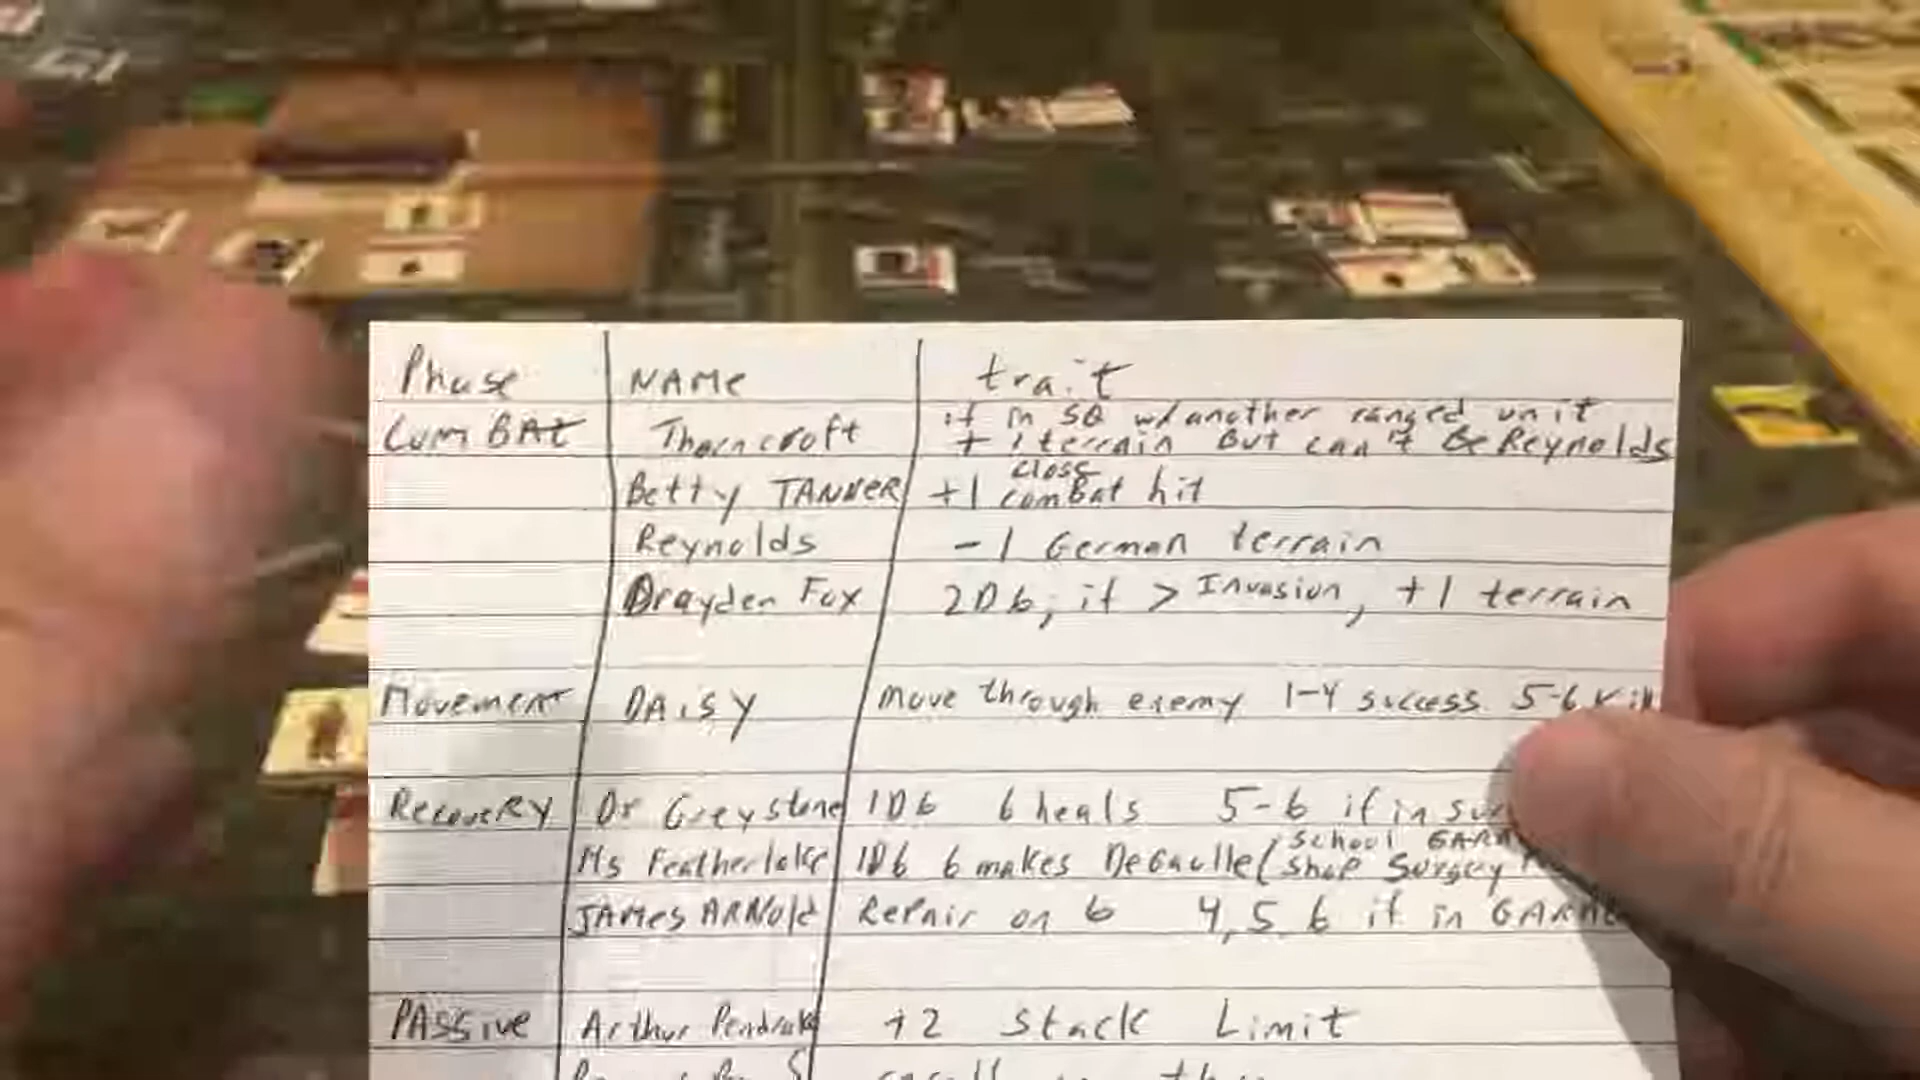 Phase NAME trait
ComBAt Thorncroft if in SQ w/another ranged unit
+1 terrain But can't Be Reynolds
Betty TANNER +1 close comBat hit
Reynolds -1 German terrain
Drayden Fox 2D6, if > Invasion, +1 terrain
Movement DAisy Move through enemy 1-4 success 5-6 kill
RecoveRy Dr Greystone 1D6 6 heals 5-6 if in
Ms Featherlake 1D6 6 makes DeGaulle (School
Shop Surgery
JAMes ARNold Repair on 6 4,5 6 if in
PAssive Arthur +2 Stack Limit